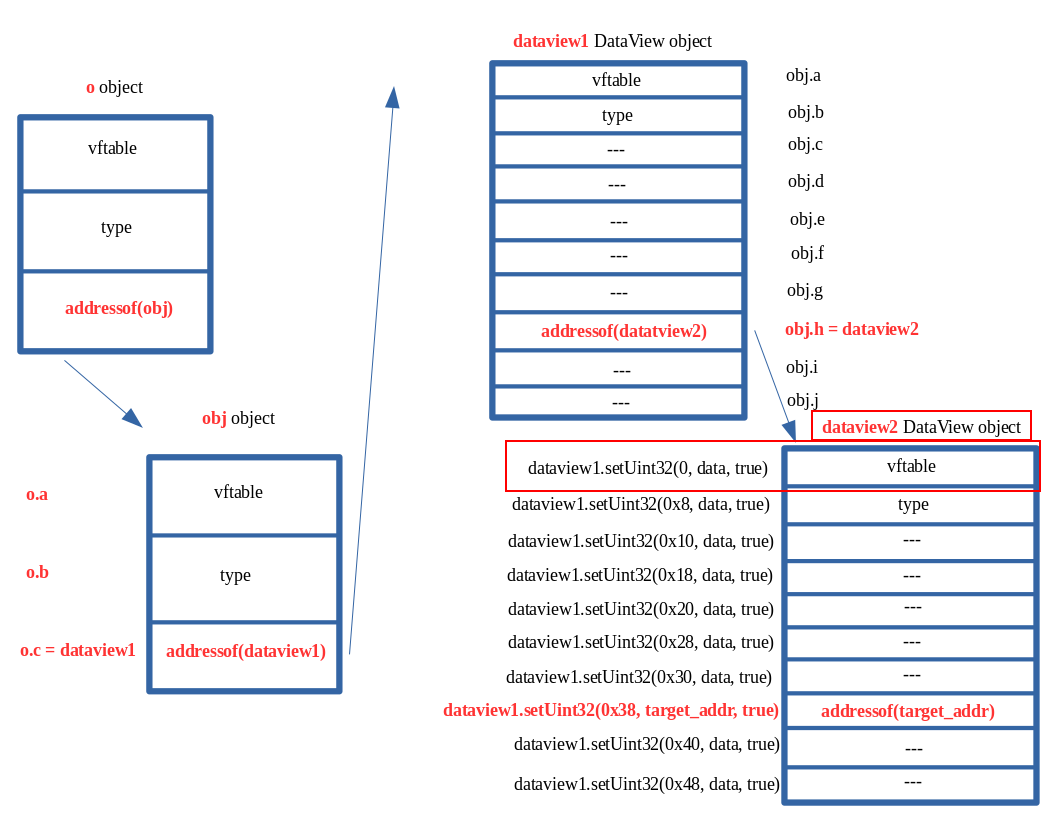 o object
vftable
type
addressof(obj)
obj object
o.a
vftable
o.b
type
o.c = dataview1
addressof(dataview1)
dataview1 DataView object
vftable
obj.a
type
obj.b
---
obj.c
---
obj.d
---
obj.e
---
obj.f
---
obj.g
addressof(datatview2)
obj.h = dataview2
---
obj.i
---
obj.j
dataview2 DataView object
dataview1.setUint32(0, data, true)
vftable
dataview1.setUint32(0x8, data, true)
type
dataview1.setUint32(0x10, data, true)
---
dataview1.setUint32(0x18, data, true)
---
dataview1.setUint32(0x20, data, true)
---
dataview1.setUint32(0x28, data, true)
---
dataview1.setUint32(0x30, data, true)
---
dataview1.setUint32(0x38, target_addr, true)
addressof(target_addr)
dataview1.setUint32(0x40, data, true)
---
dataview1.setUint32(0x48, data, true)
---